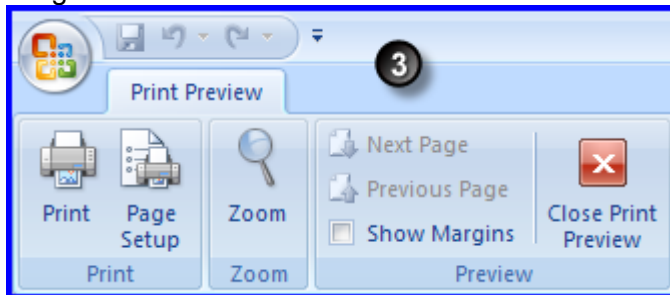 3
Print Preview
Print
Page
Setup
Zoom
Next Page
Previous Page
Show Margins
Close Print
Preview
Print
Zoom
Preview